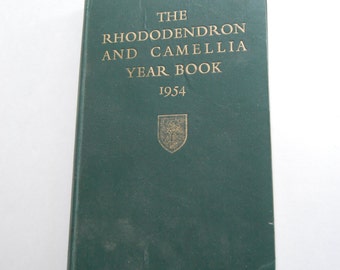 THE
RHODODENDRON
AND CAMELLIA
YEAR BOOK
1954